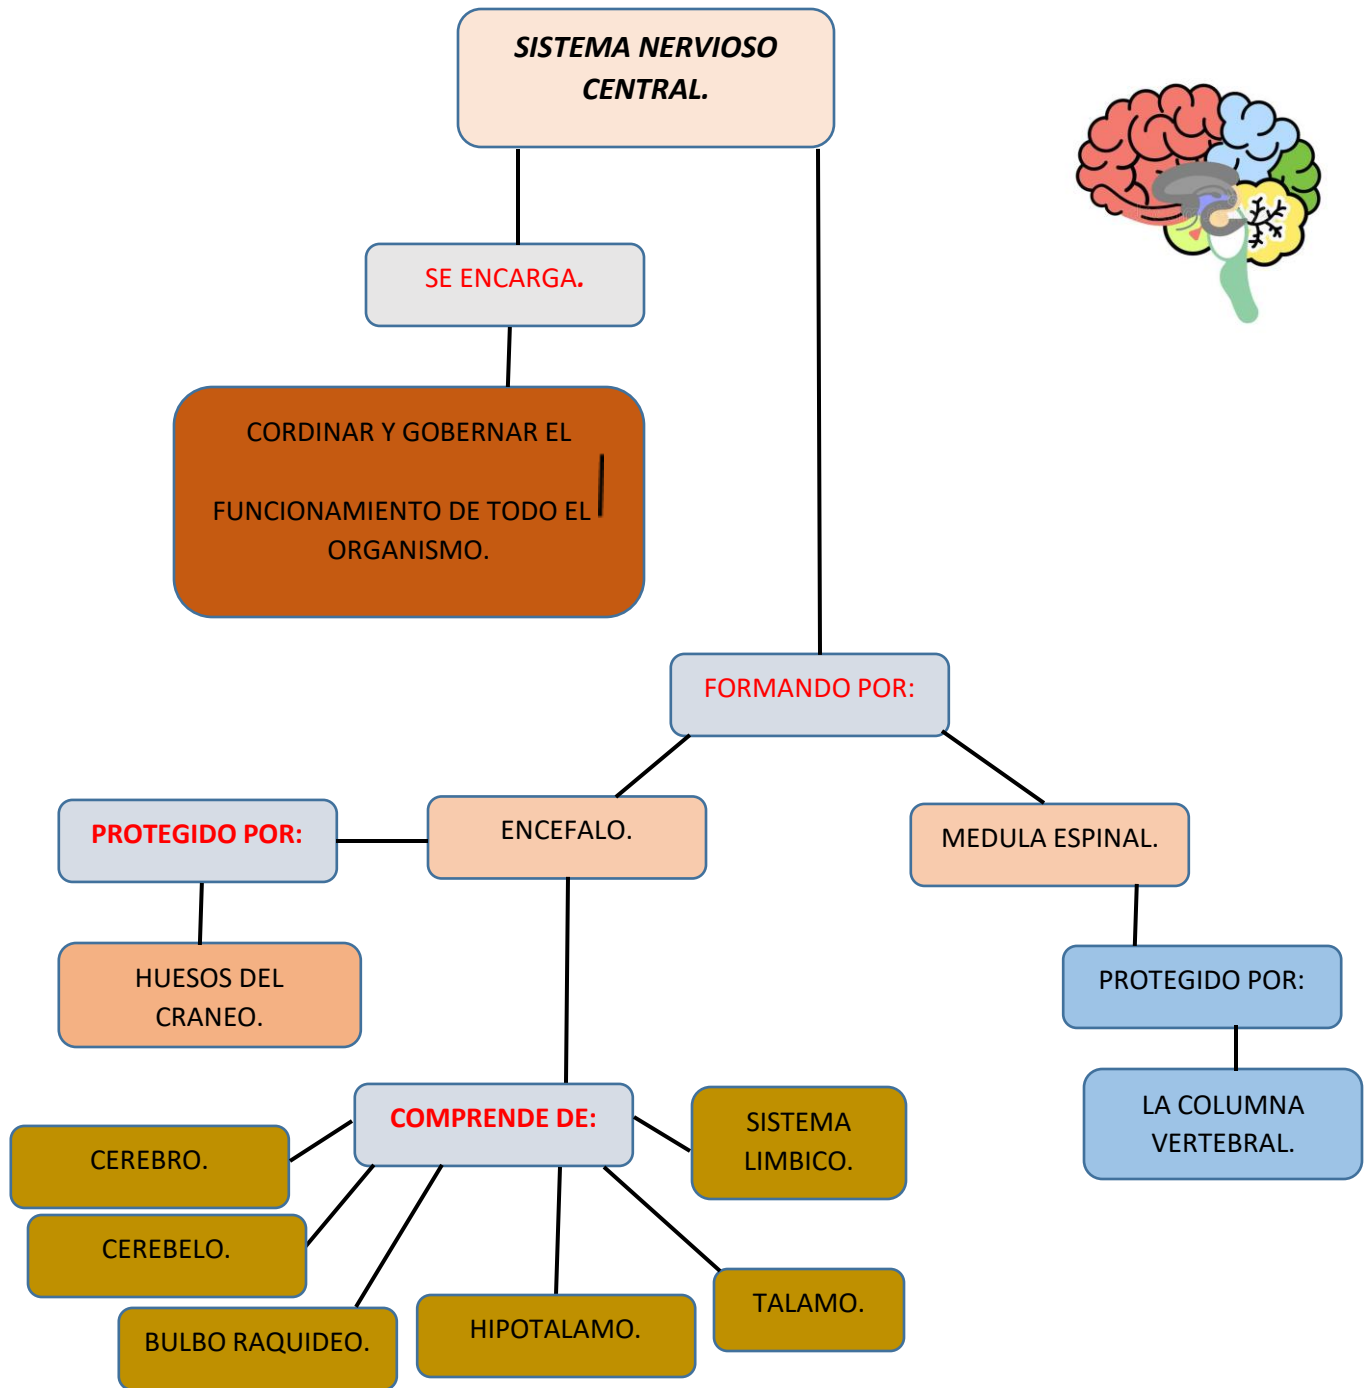 SISTEMA NERVIOSO
CENTRAL.
SE ENCARGA.
CORDINAR Y GOBERNAR EL
FUNCIONAMIENTO DE TODO EL
ORGANISMO.
FORMANDO POR:
PROTEGIDO POR:
ENCEFALO.
MEDULA ESPINAL.
HUESOS DEL
CRANEO.
PROTEGIDO POR:
LA COLUMNA
VERTEBRAL.
COMPRENDE DE:
SISTEMA
LIMBICO.
CEREBRO.
CEREBELO.
BULBO RAQUIDEO.
HIPOTALAMO.
TALAMO.